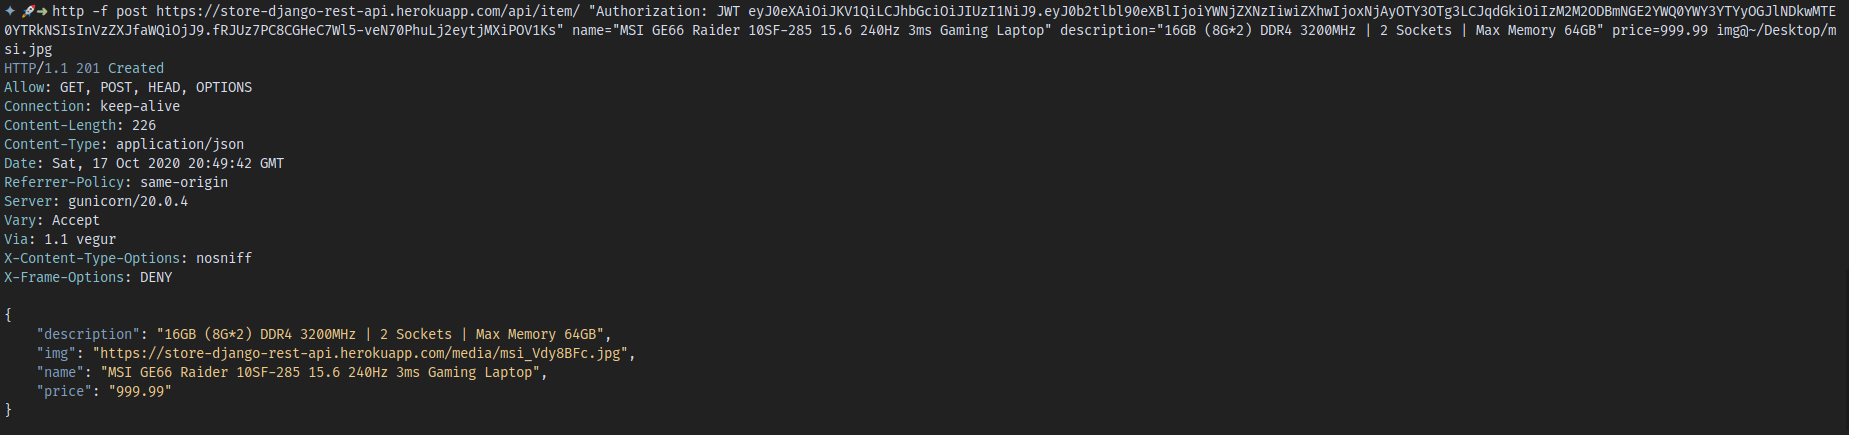 http -f post https://store-django-rest-api.herokuapp.com/api/item/ "Authorization: JWT eyJ0eXAiOiJKV1QiLCJhbGciOiJIUzI1NiJ9.eyJ0b2tlbl90eXBlIjoiYWNjZXNzIiwiZXhwIjoxNjAyOTY3OTg3LCJqdGkiOiIzM2M2ODBmNGE2YWQ0YWY3YTYyOGJlNDkwMTE
0YTRkNSIsInVzZXJfaWQiOjJ9.fRJUz7PC8CGHeC7Wl5-veN70PhuLj2eytjMXiPOV1Ks" name="MSI GE66 Raider 10SF-285 15.6 240Hz 3ms Gaming Laptop" description="16GB (8G*2) DDR4 3200MHz | 2 Sockets | Max Memory 64GB" price=999.99 img@~/Desktop/m
si.jpg
HTTP/1.1 201 Created
Allow: GET, POST, HEAD, OPTIONS
Connection: keep-alive
Content-Length: 226
Content-Type: application/json
Date: Sat, 17 Oct 2020 20:49:42 GMT
Referrer-Policy: same-origin
Server: gunicorn/20.0.4
Vary: Accept
Via: 1.1 vegur
X-Content-Type-Options: nosniff
X-Frame-Options: DENY
{
"description": "16GB (8G*2) DDR4 3200MHz | 2 Sockets | Max Memory 64GB",
"img": "https://store-django-rest-api.herokuapp.com/media/msi_Vdy8BFc.jpg",
"name": "MSI GE66 Raider 10SF-285 15.6 240Hz 3ms Gaming Laptop",
"price": "999.99"
}